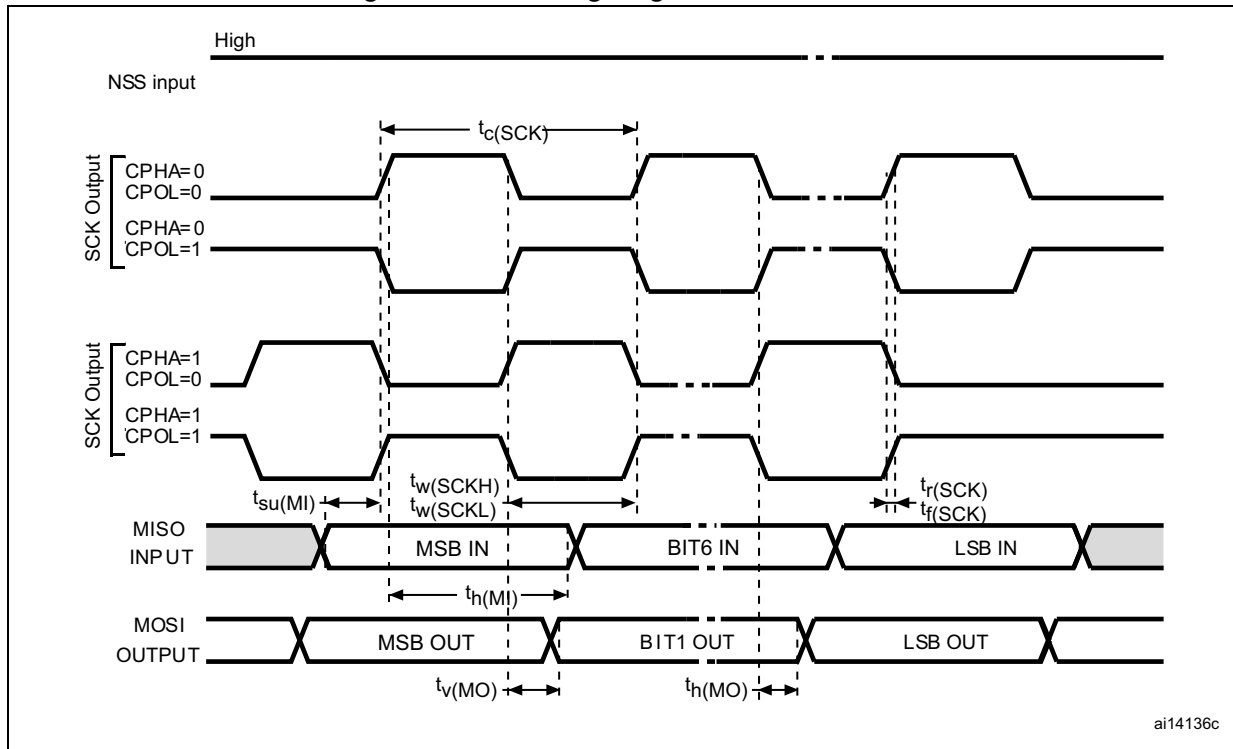 High
NSS input
tc(SCK)
SCK Output
CPHA=0
CPOL=0
CPHA=0
CPOL=1
SCK Output
CPHA=1
CPOL=0
CPHA=1
CPOL=1
tsu(MI)
tw(SCKH)
tw(SCKL)
tr(SCK)
tf(SCK)
MISO
INPUT
MSB IN
BIT6 IN
LSB IN
th(MI)
MOSI
OUTPUT
MSB OUT
BIT1 OUT
LSB OUT
tv(MO)
th(MO)
ai14136c